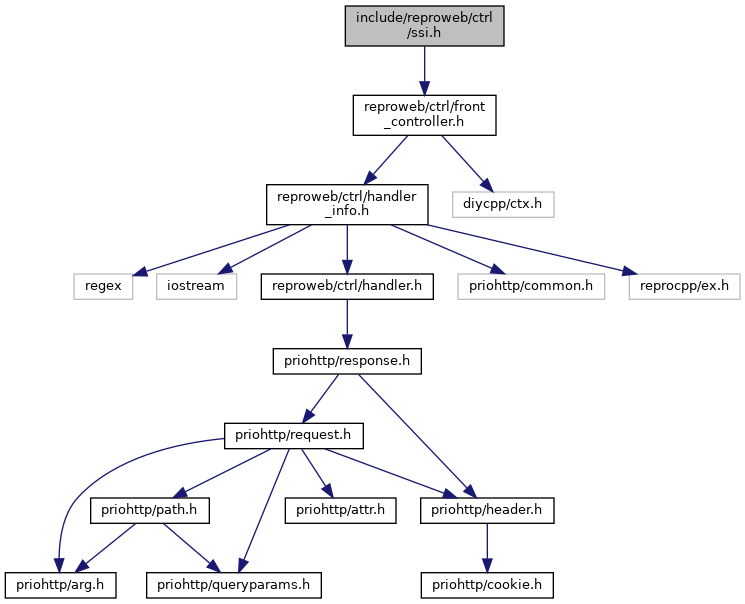 include/reproweb/ctrl
/ssi.h
reproweb/ctrl/front
_controller.h
reproweb/ctrl/handler
_info.h
diycpp/ctx.h
regex
iostream
reproweb/ctrl/handler.h
priohttp/common.h
reprocpp/ex.h
priohttp/response.h
priohttp/request.h
priohttp/path.h
priohttp/attr.h
priohttp/header.h
priohttp/arg.h
priohttp/queryparams.h
priohttp/cookie.h